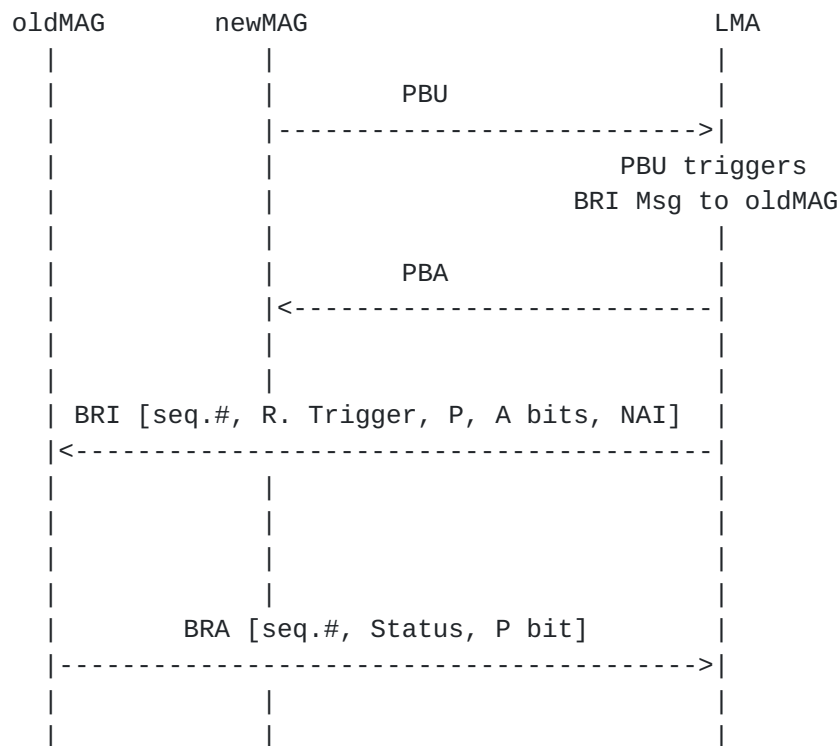 oldMAG newMAG LMA
PBU
PBU triggers
BRI Msg to oldMAG
PBA
BRI [seq.#, R. Trigger, P, A bits, NAI]
BRA [seq.#, Status, P bit]